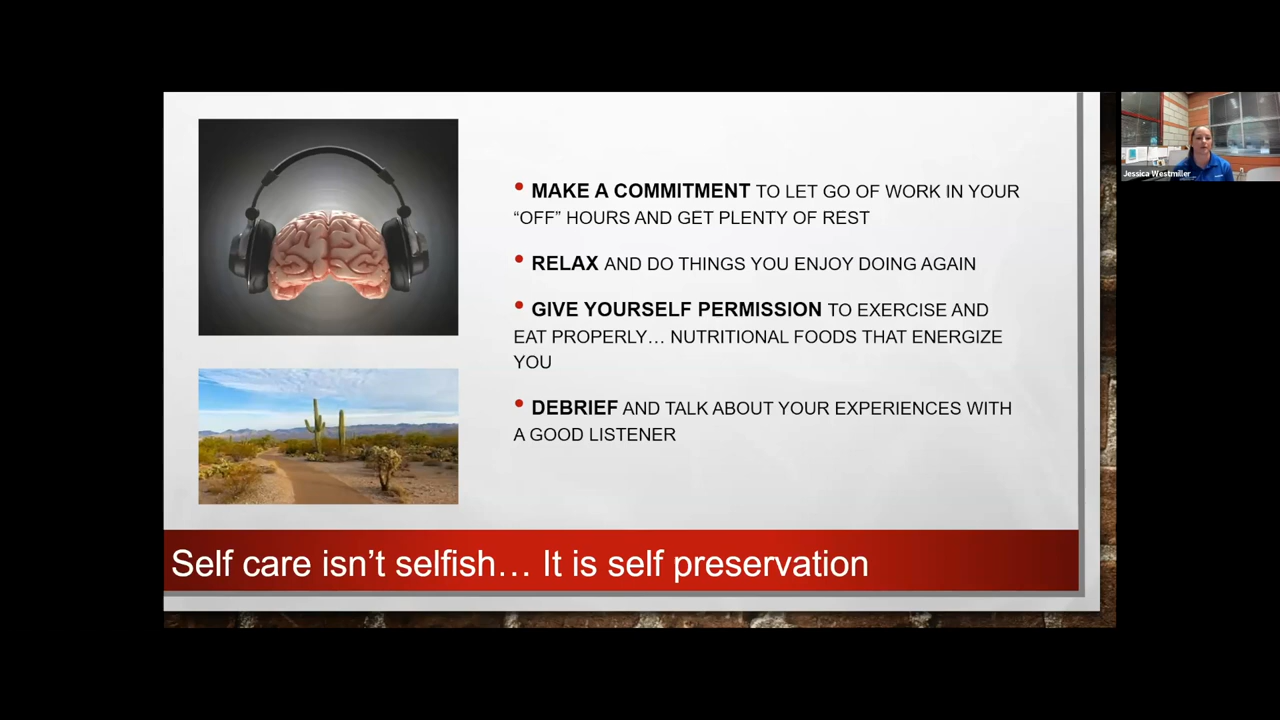 • MAKE A COMMITMENT TO LET GO OF WORK IN YOUR
“OFF” HOURS AND GET PLENTY OF REST
• RELAX AND DO THINGS YOU ENJOY DOING AGAIN
• GIVE YOURSELF PERMISSION TO EXERCISE AND
EAT PROPERLY… NUTRITIONAL FOODS THAT ENERGIZE
YOU
• DEBRIEF AND TALK ABOUT YOUR EXPERIENCES WITH
A GOOD LISTENER
Self care isn’t selfish… It is self preservation
Jessica Westmiller